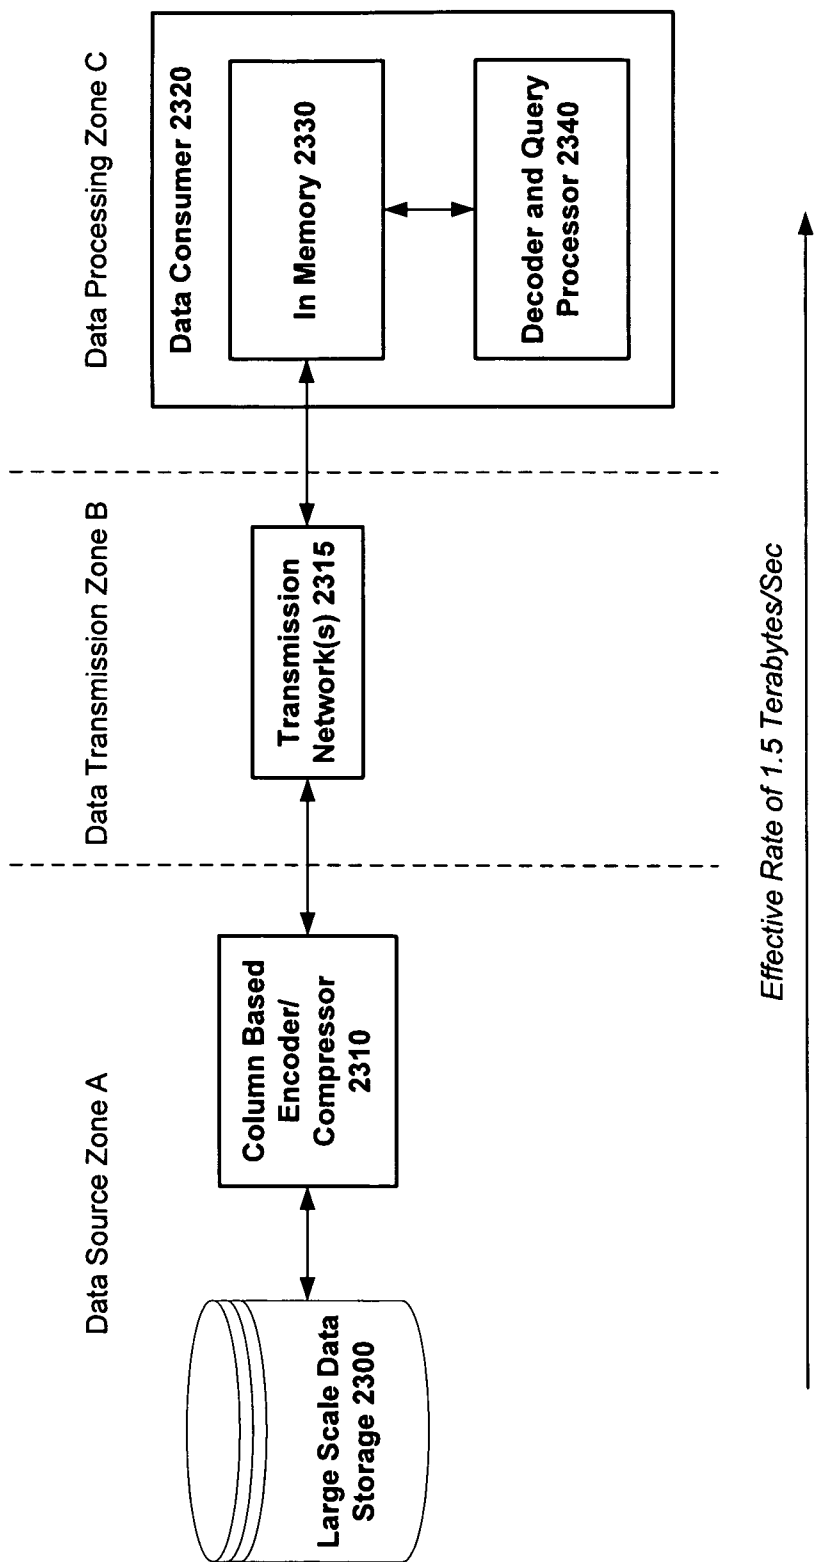 Data Source Zone A
Data Transmission Zone B
Data Processing Zone C
Large Scale Data
Storage 2300
Column Based
Encoder/
Compressor
2310
Transmission
Network(s) 2315
Data Consumer 2320
In Memory 2330
Decoder and Query
Processor 2340
Effective Rate of 1.5 Terabytes/Sec